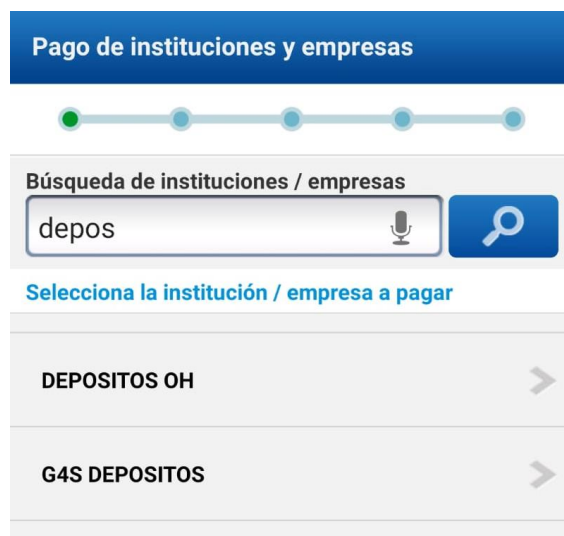 Pago de instituciones y empresas
Búsqueda de instituciones / empresas
depos
Selecciona la institución / empresa a pagar
DEPOSITOS OH
G4S DEPOSITOS